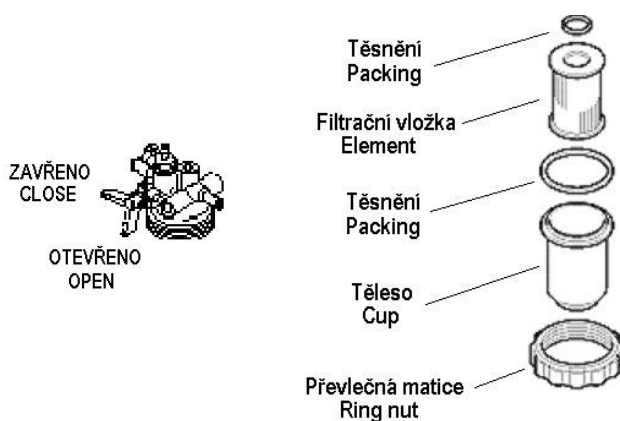 ZAVŘENO
CLOSE
OTEVŘENO
OPEN
Těsnění
Packing
Filtrační vložka
Element
Těsnění
Packing
Těleso
Cup
Převlečná matice
Ring nut